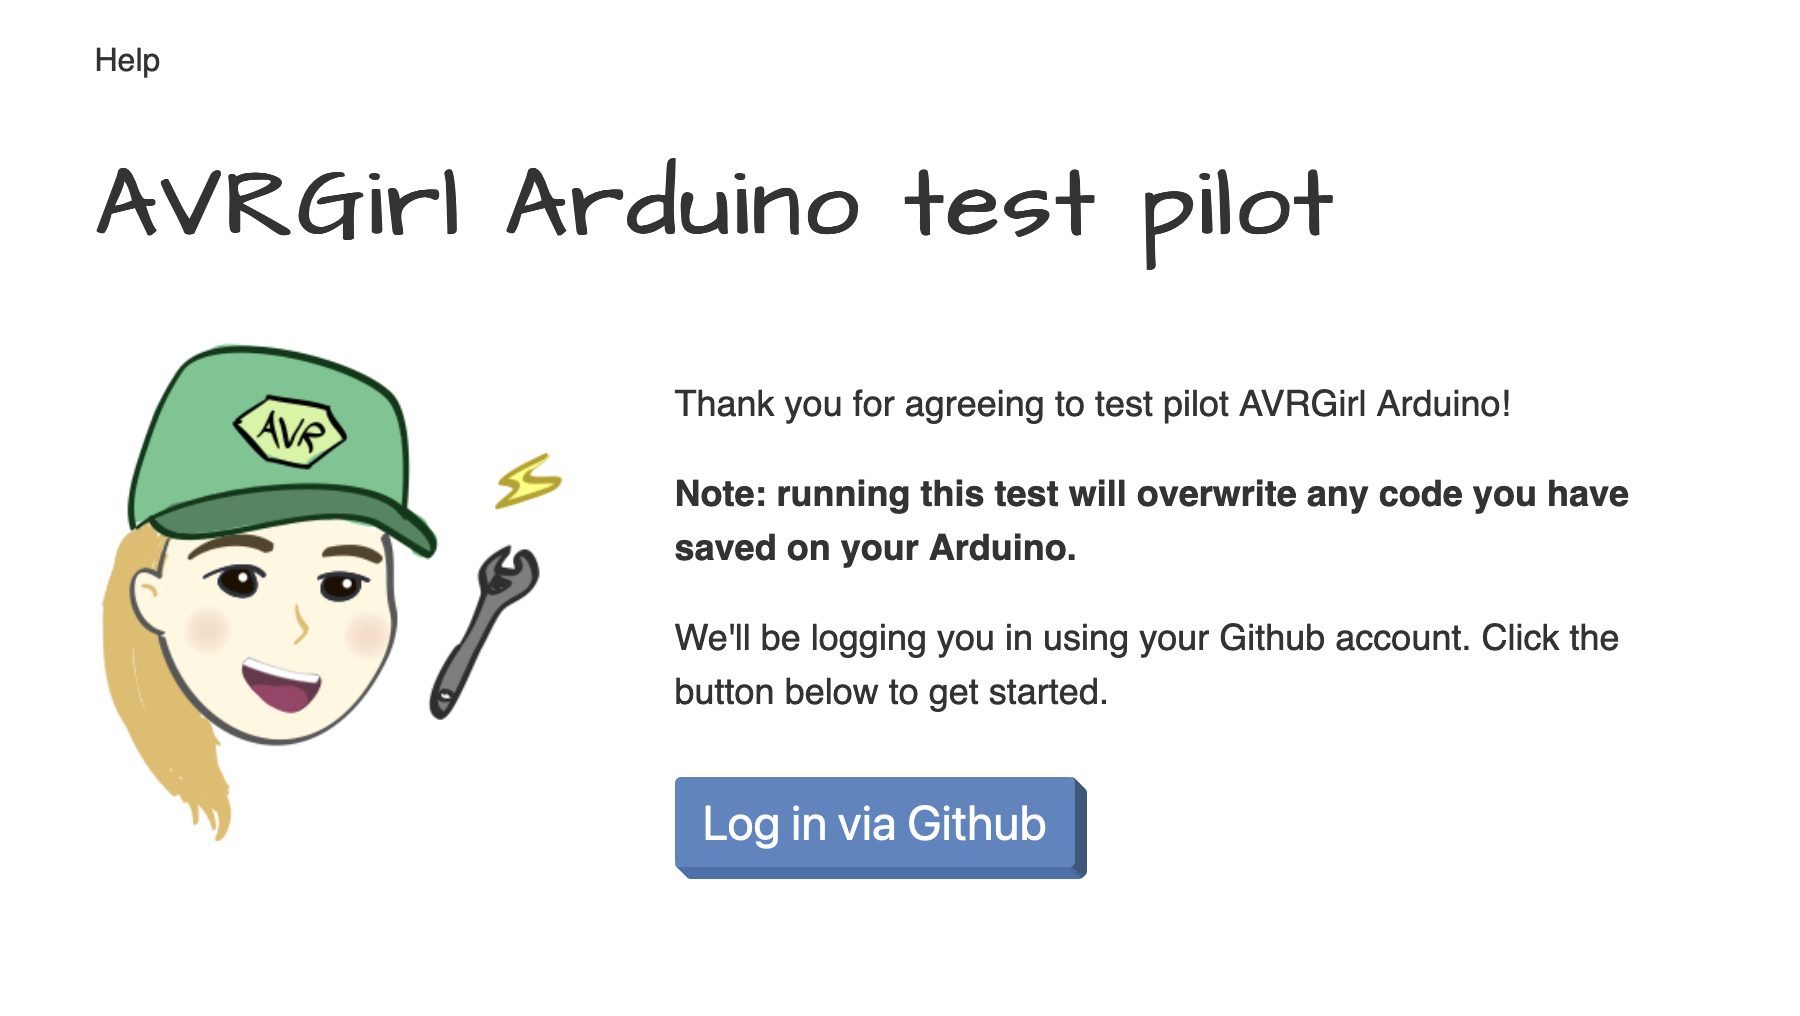 Help
AVRGirl Arduino test pilot
AVR
Thank you for agreeing to test pilot AVRGirl Arduino!
Note: running this test will overwrite any code you have
saved on your Arduino.
We'll be logging you in using your Github account. Click the
button below to get started.
Log in via Github